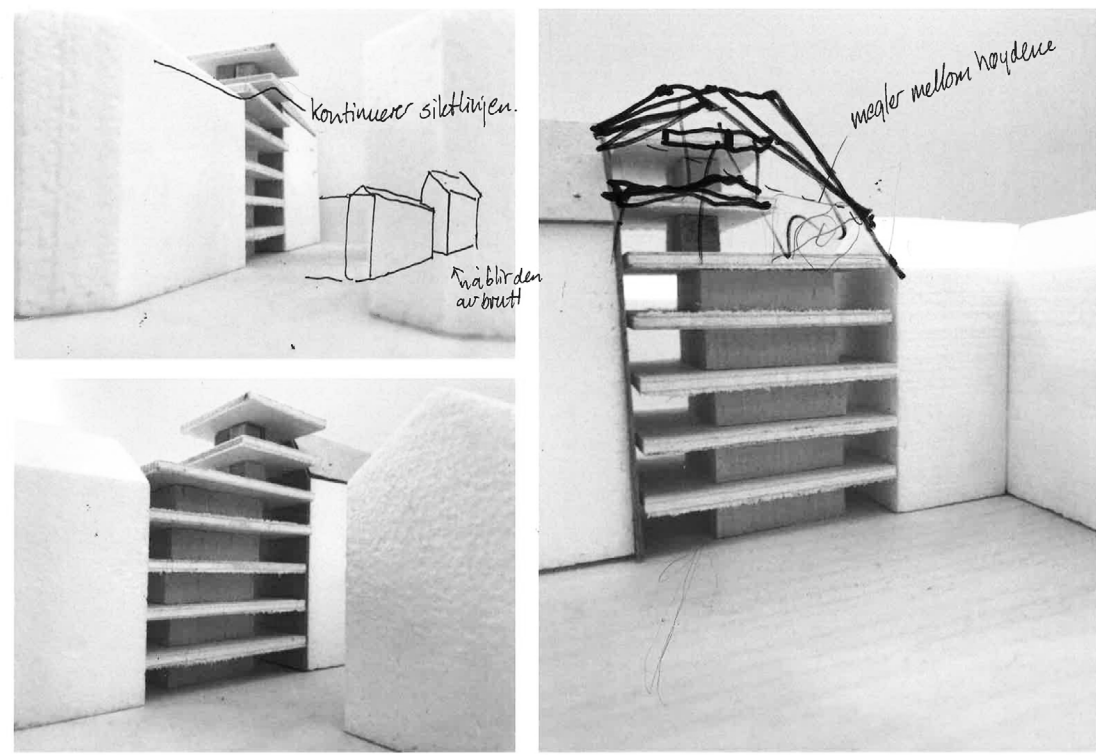 kontinuerer siktlinjen.
nå blir den
avbrutt
megler mellom høydene